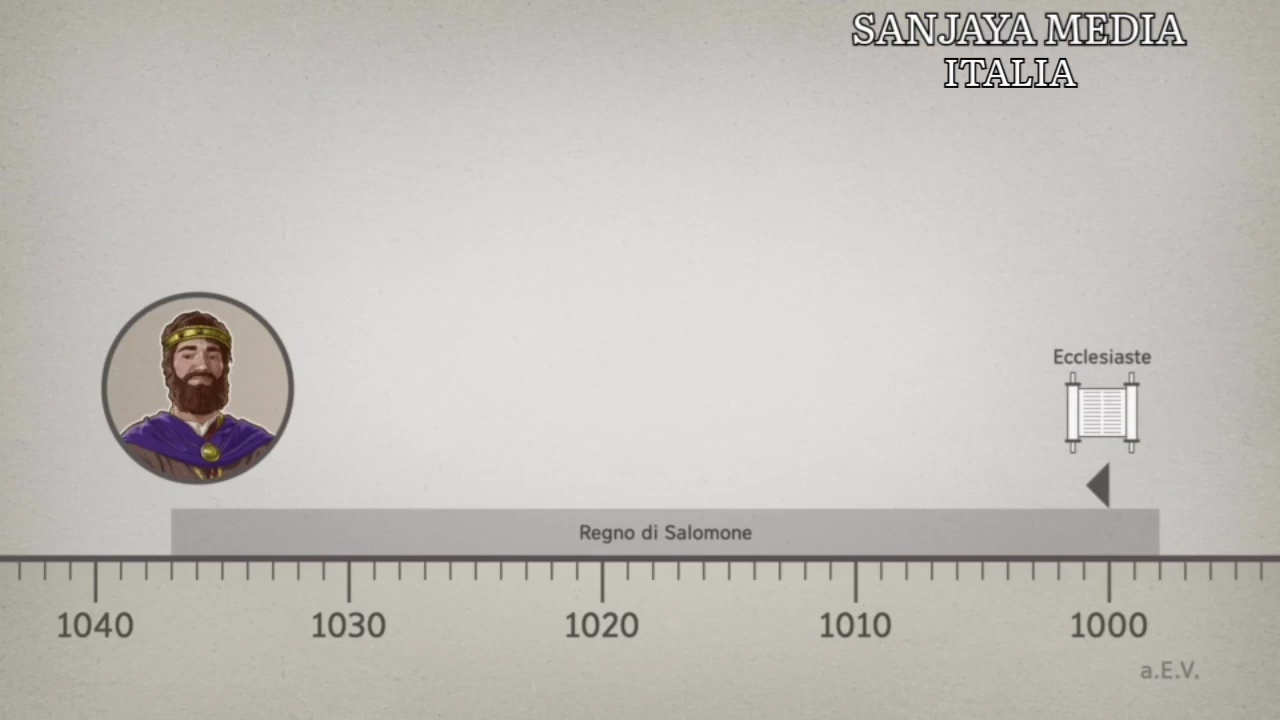 SANJAYA MEDIA
ITALIA
Ecclesiaste
Regno di Salomone
1040 1030 1020 1010 1000
a.E.V.